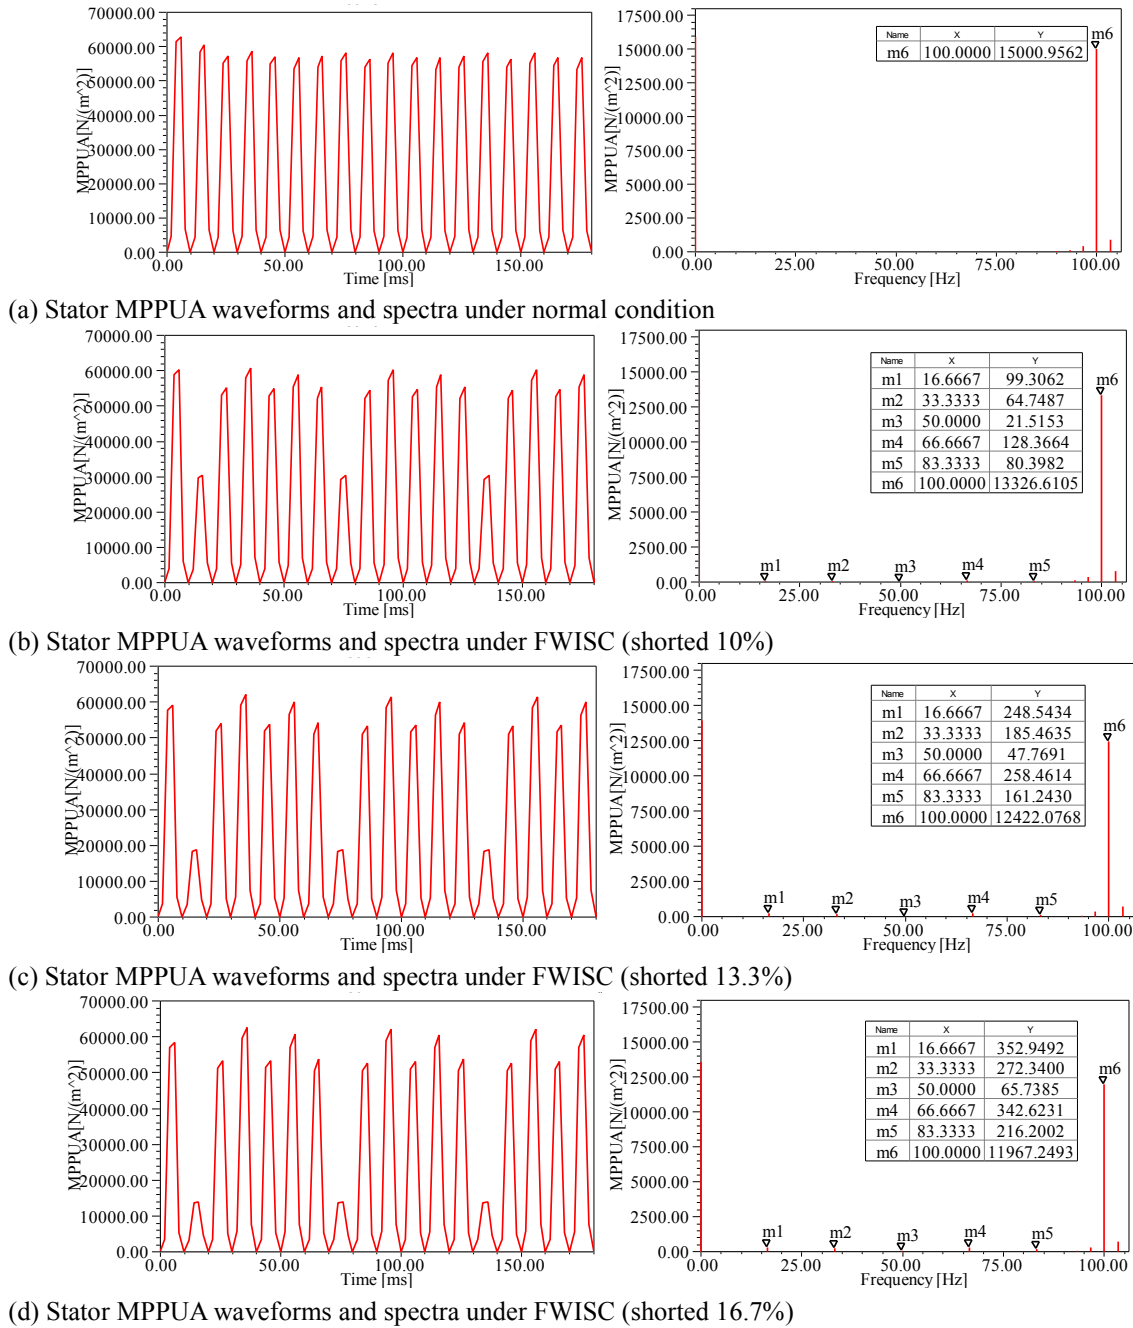 70000.00
60000.00
50000.00
40000.00
30000.00
20000.00
10000.00
0.00
MPPUA[N/(m^2)]
0.00 50.00 100.00 150.00
Time [ms]
17500.00
15000.00
12500.00
10000.00
7500.00
5000.00
2500.00
0.00
MPPUA[N/(m^2)]
Name X Y
m6 100.0000 15000.9562
m6
0.00 25.00 50.00 75.00 100.00
Frequency [Hz]
(a) Stator MPPUA waveforms and spectra under normal condition
70000.00
60000.00
50000.00
40000.00
30000.00
20000.00
10000.00
0.00
MPPUA[N/(m^2)]
0.00 50.00 100.00 150.00
Time [ms]
17500.00
15000.00
12500.00
10000.00
7500.00
5000.00
2500.00
0.00
MPPUA[N/(m^2)]
Name X Y
m1 16.6667 99.3062
m2 33.3333 64.7487
m3 50.0000 21.5153
m4 66.6667 128.3664
m5 83.3333 80.3982
m6 100.0000 13326.6105
m6
m1 m2 m3 m4 m5
0.00 25.00 50.00 75.00 100.00
Frequency [Hz]
(b) Stator MPPUA waveforms and spectra under FWISC (shorted 10%)
70000.00
60000.00
50000.00
40000.00
30000.00
20000.00
10000.00
0.00
MPPUA[N/(m^2)]
0.00 50.00 100.00 150.00
Time [ms]
17500.00
15000.00
12500.00
10000.00
7500.00
5000.00
2500.00
0.00
MPPUA[N/(m^2)]
Name X Y
m1 16.6667 248.5434
m2 33.3333 185.4635
m3 50.0000 47.7691
m4 66.6667 258.4614
m5 83.3333 161.2430
m6 100.0000 12422.0768
m6
m1 m2 m3 m4 m5
0.00 25.00 50.00 75.00 100.00
Frequency [Hz]
(c) Stator MPPUA waveforms and spectra under FWISC (shorted 13.3%)
70000.00
60000.00
50000.00
40000.00
30000.00
20000.00
10000.00
0.00
MPPUA[N/(m^2)]
0.00 50.00 100.00 150.00
Time [ms]
17500.00
15000.00
12500.00
10000.00
7500.00
5000.00
2500.00
0.00
MPPUA[N/(m^2)]
Name X Y
m1 16.6667 352.9492
m2 33.3333 272.3400
m3 50.0000 65.7385
m4 66.6667 342.6231
m5 83.3333 216.2002
m6 100.0000 11967.2493
m6
m1 m2 m3 m4 m5
0.00 25.00 50.00 75.00 100.00
Frequency [Hz]
(d) Stator MPPUA waveforms and spectra under FWISC (shorted 16.7%)